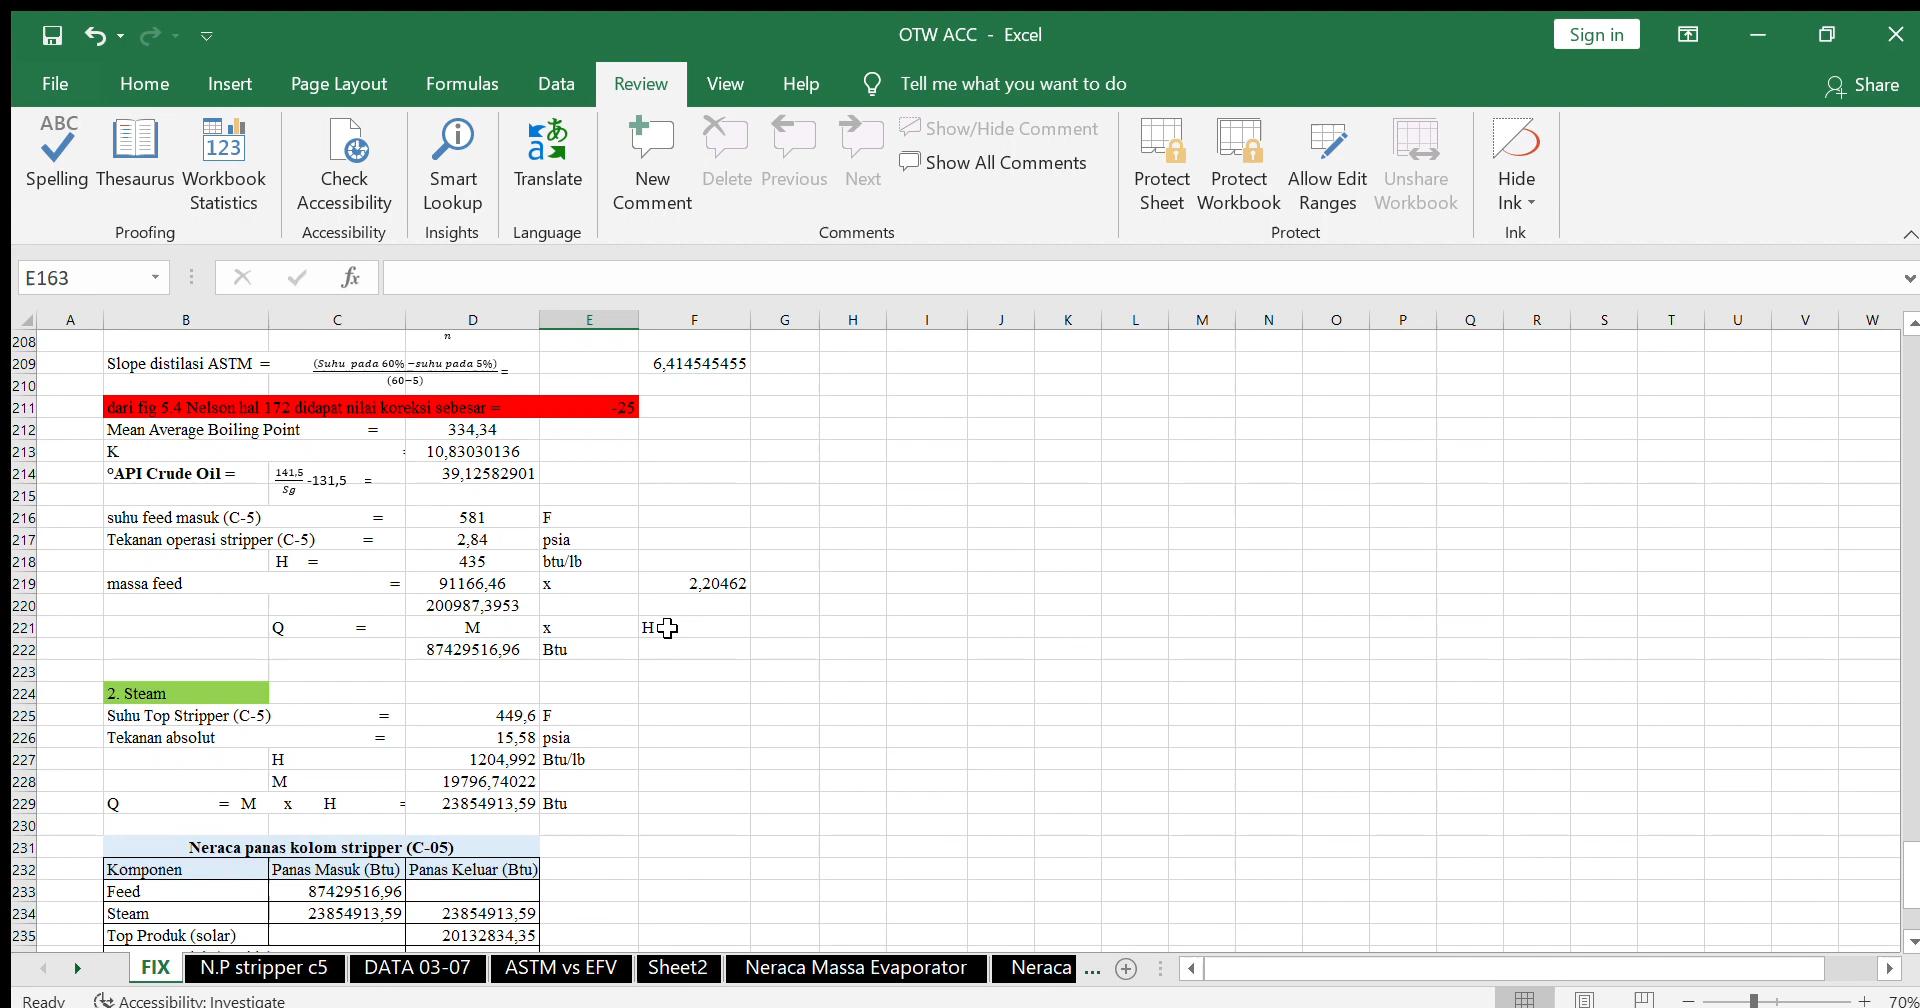 OTW ACC - Excel
Sign in
File Home Insert Page Layout Formulas Data Review View Help Tell me what you want to do Share
ABC
123
Spelling Thesaurus Workbook Statistics
Check Accessibility
Smart Lookup
Translate
New Comment
Delete Previous Next
Show/Hide Comment
Show All Comments
Protect Sheet
Protect Workbook
Allow Edit Ranges
Unshare Workbook
Hide Ink
Proofing Accessibility Insights Language Comments Protect Ink
E163 fx
A B C D E F G H I J K L M N O P Q R S T U V W
208 n
209 Slope distilasi ASTM = (Suhu pada 60% −suhu pada 5%) / (60−5) = 6,414545455
210
211 dari fig 5.4 Nelson hal 172 didapat nilai koreksi sebesar = -25
212 Mean Average Boiling Point = 334,34
213 K = 10,83030136
214 °API Crude Oil = 141,5 / Sg -131,5 = 39,12582901
215
216 suhu feed masuk (C-5) = 581 F
217 Tekanan operasi stripper (C-5) = 2,84 psia
218 H = 435 btu/lb
219 massa feed = 91166,46 x 2,20462
220 200987,3953
221 Q = M x H
222 87429516,96 Btu
223
224 2. Steam
225 Suhu Top Stripper (C-5) = 449,6 F
226 Tekanan absolut = 15,58 psia
227 H 1204,992 Btu/lb
228 M 19796,74022
229 Q = M x H = 23854913,59 Btu
230
231 Neraca panas kolom stripper (C-05)
232 Komponen Panas Masuk (Btu) Panas Keluar (Btu)
233 Feed 87429516,96
234 Steam 23854913,59 23854913,59
235 Top Produk (solar) 20132834,35
FIX N.P stripper c5 DATA 03-07 ASTM vs EFV Sheet2 Neraca Massa Evaporator Neraca ...
Ready Accessibility: Investigate 70%